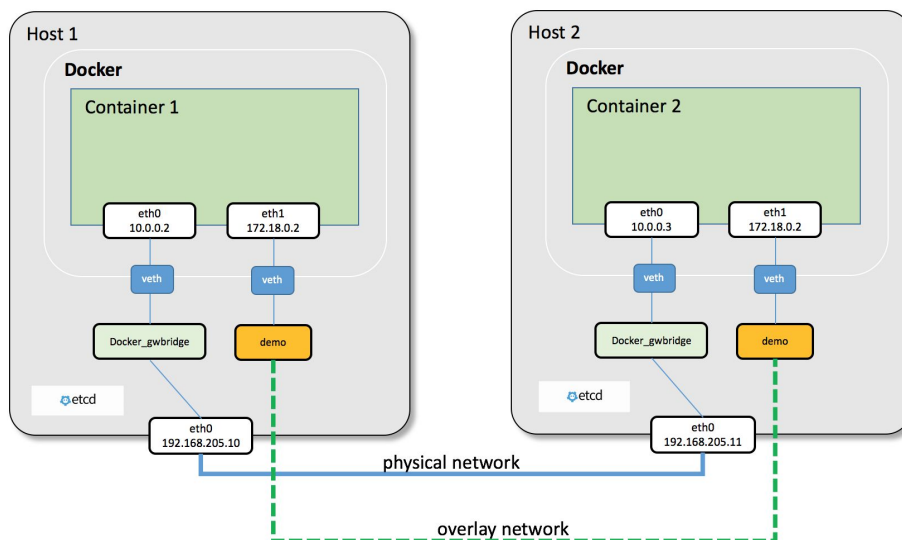 Host 1
Docker
Container 1
eth0
10.0.0.2
eth1
172.18.0.2
veth
veth
Docker_gwbridge
demo
etcd
eth0
192.168.205.10
Host 2
Docker
Container 2
eth0
10.0.0.3
eth1
172.18.0.2
veth
veth
Docker_gwbridge
demo
etcd
eth0
192.168.205.11
physical network
overlay network